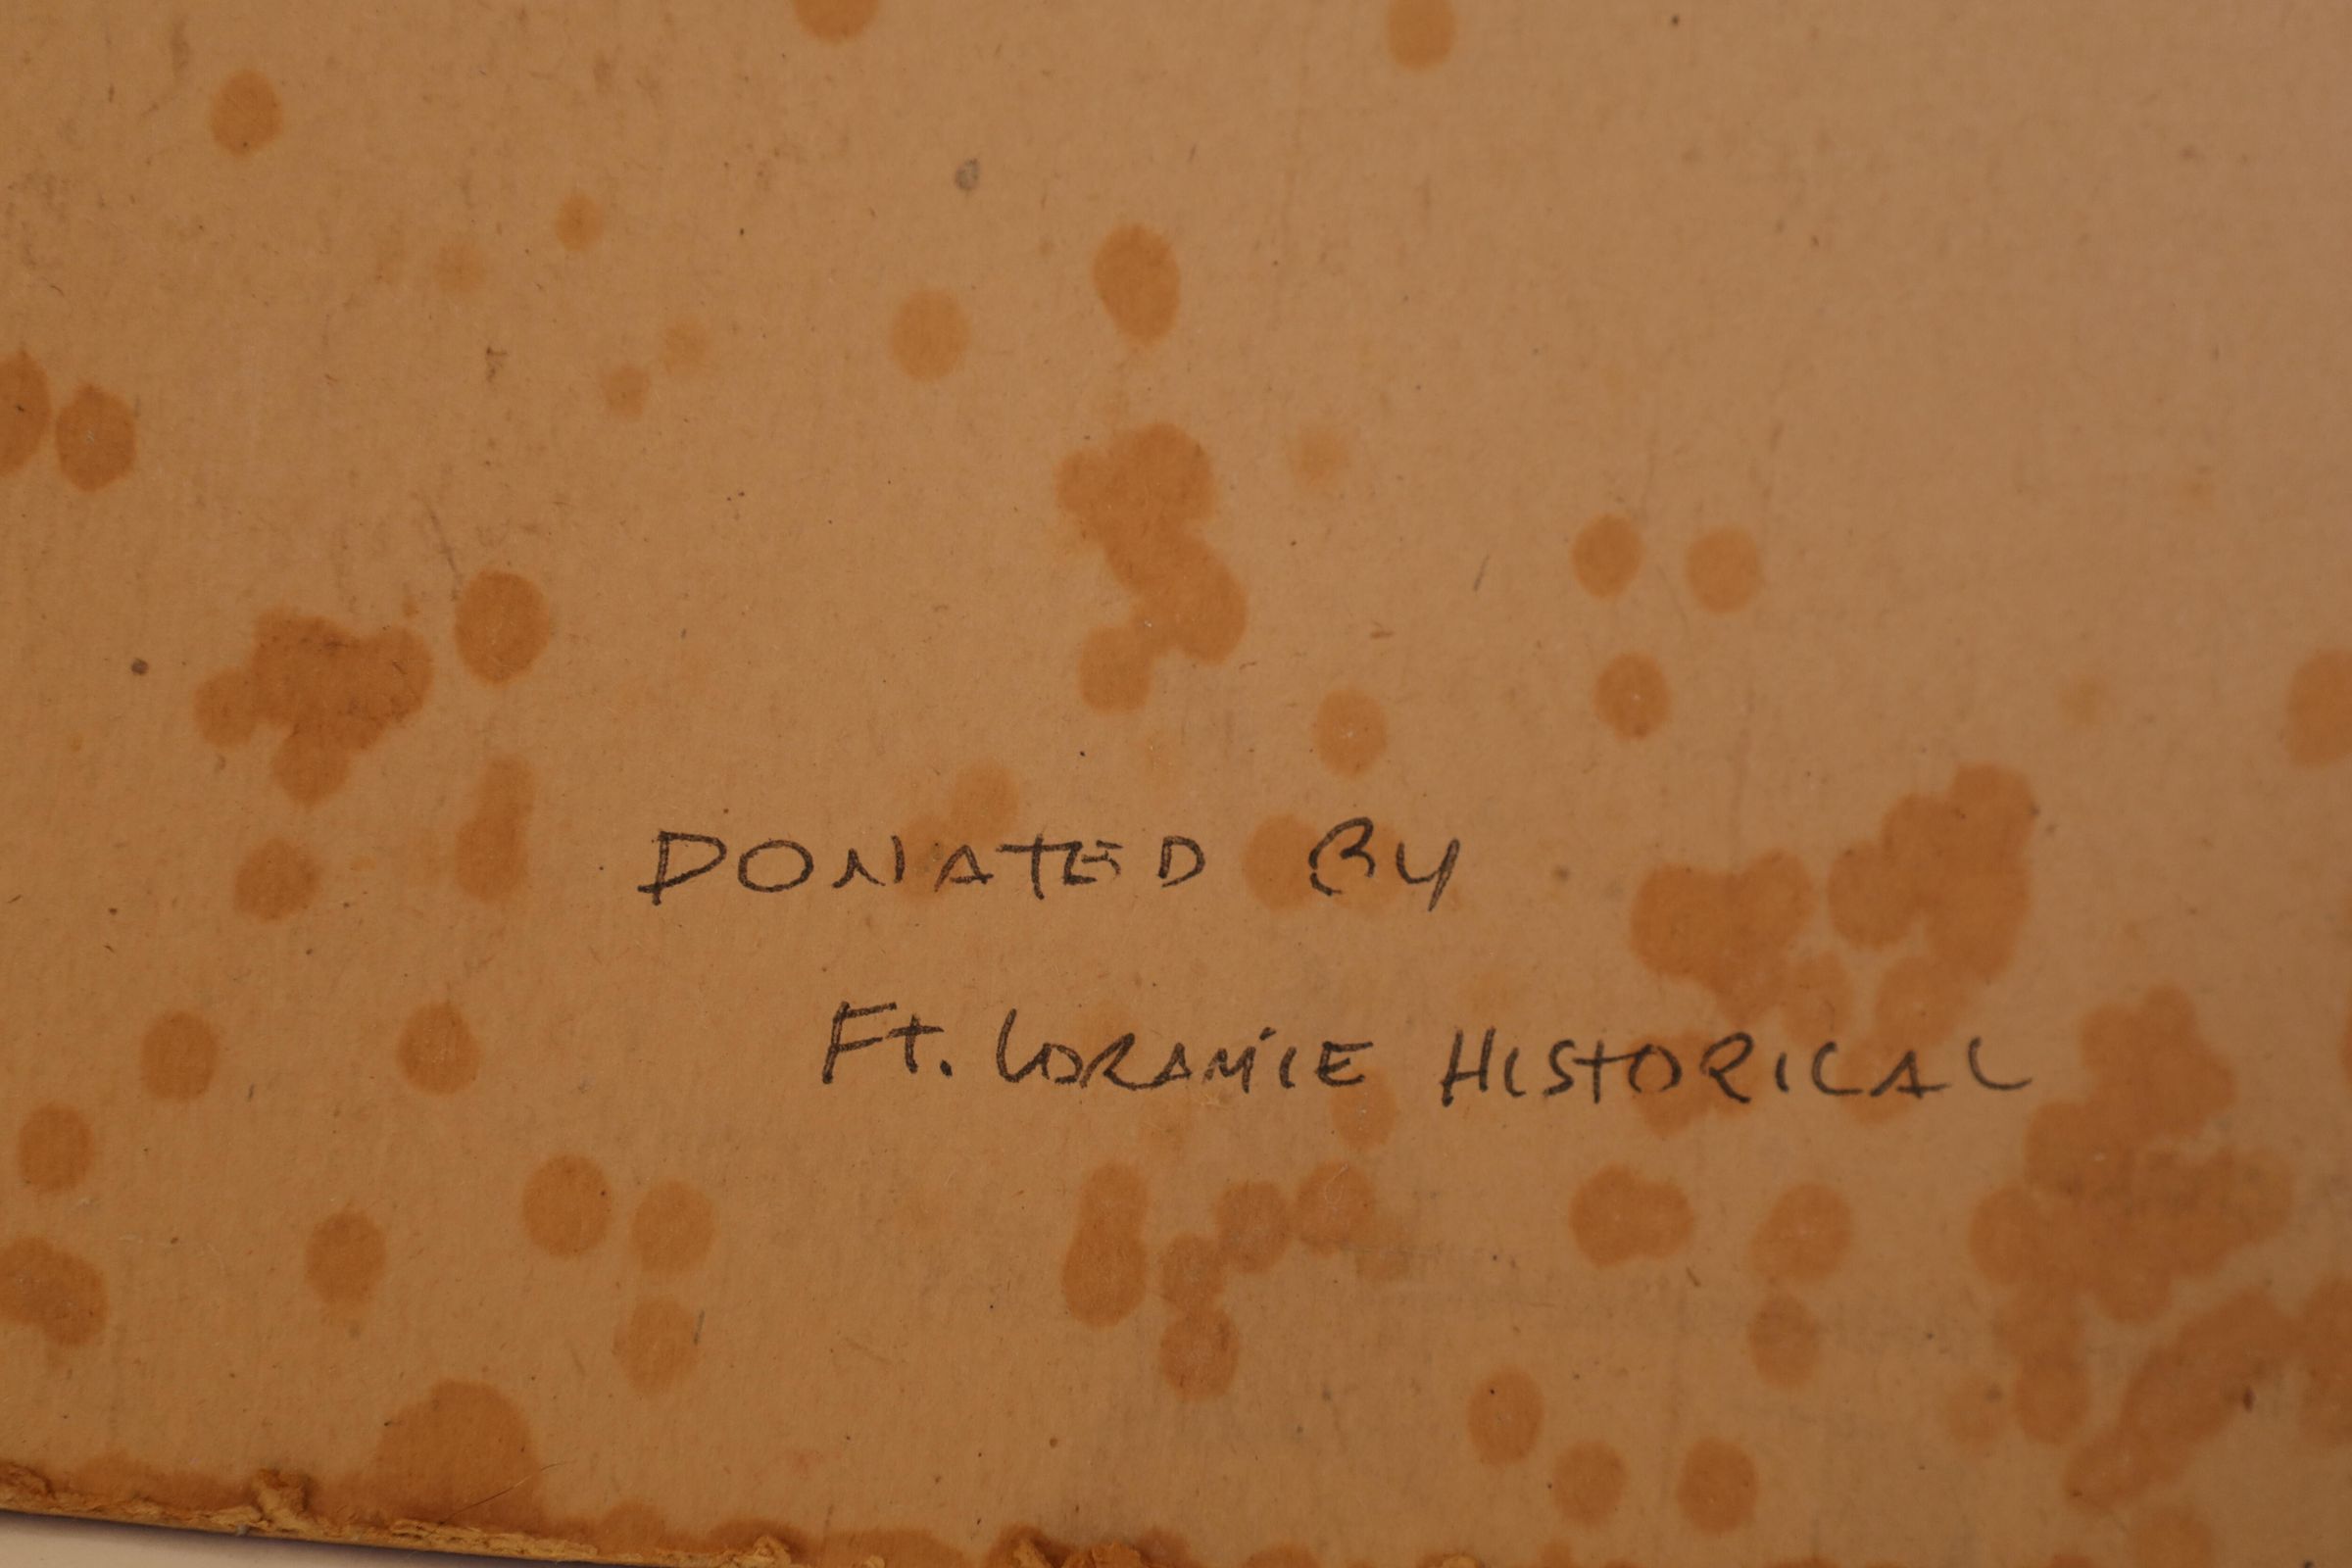 DONATED BY
Ft. LORAMIE HISTORICAL